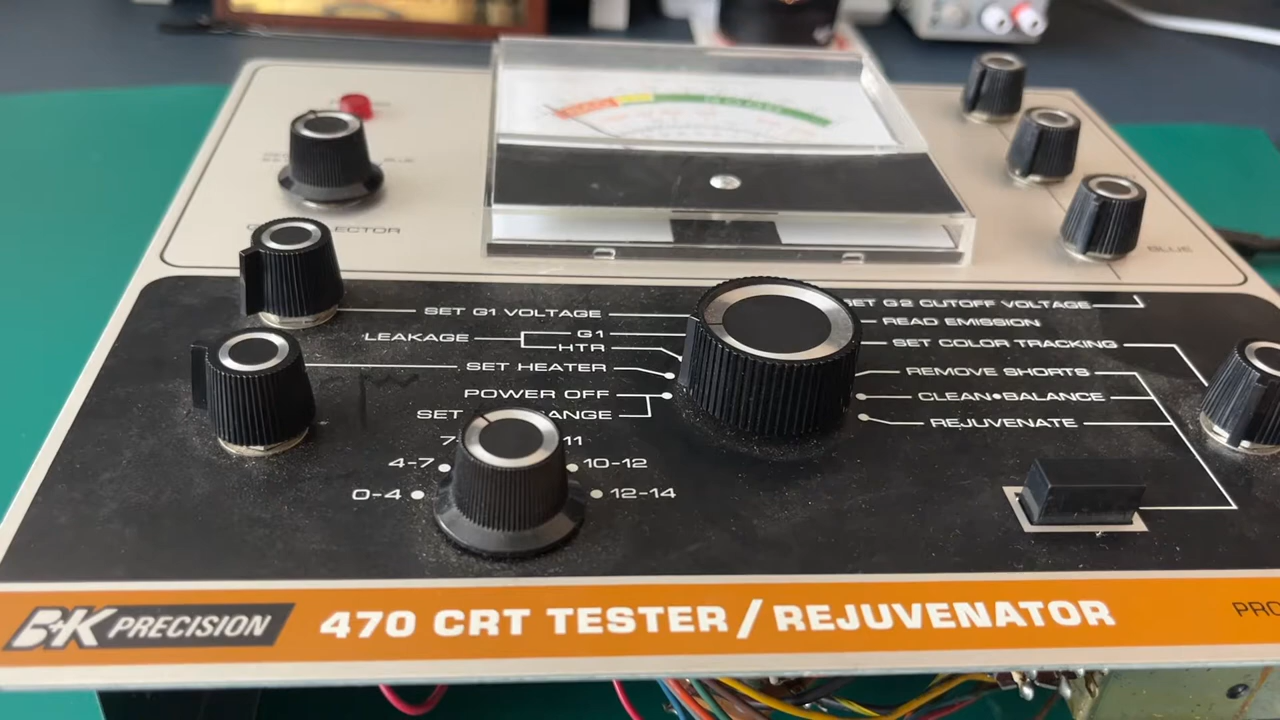 BLUE
SET G1 VOLTAGE
LEAKAGE
G1
HTR
SET HEATER
POWER OFF
SET
ANGE
G2 CUTOFF VOLTAGE
READ EMISSION
SET COLOR TRACKING
REMOVE SHORTS
CLEAN•BALANCE
REJUVENATE
7-
11
4-7
10-12
0-4
12-14
B+K PRECISION
470 CRT TESTER / REJUVENATOR